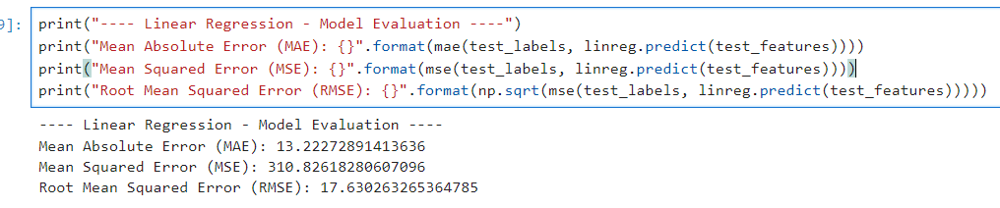 9]:
print("---- Linear Regression - Model Evaluation ----")
print("Mean Absolute Error (MAE): {}".format(mae(test_labels, linreg.predict(test_features))))
print("Mean Squared Error (MSE): {}".format(mse(test_labels, linreg.predict(test_features))))
print("Root Mean Squared Error (RMSE): {}".format(np.sqrt(mse(test_labels, linreg.predict(test_features)))))
---- Linear Regression - Model Evaluation ----
Mean Absolute Error (MAE): 13.22272891413636
Mean Squared Error (MSE): 310.82618280607096
Root Mean Squared Error (RMSE): 17.630263265364785